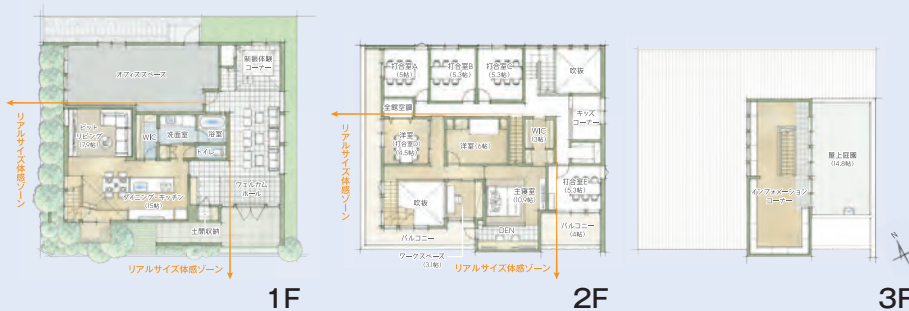 オフィススペース
制振体験
コーナー
ピット
リビング
(7.9帖)
WIC
洗面室
浴室
トイレ
ダイニング・キッチン
(15帖)
ウェルカム
ホール
土間収納
リアルサイズ体感ゾーン
リアルサイズ体感ゾーン
1F
打合室A
(5帖)
打合室B
(5.3帖)
打合室C
(5.3帖)
吹抜
全館空調
キッズ
コーナー
洋室
(打合室D)
(4.5帖)
洋室(6帖)
WIC
(3帖)
打合室E
(5.3帖)
吹抜
主寝室
(10.9帖)
DEN
バルコニー
バルコニー
(4帖)
ワークスペース
(3.1帖)
リアルサイズ体感ゾーン
リアルサイズ体感ゾーン
2F
インフォメーション
コーナー
屋上庭園
(14.8帖)
N
3F